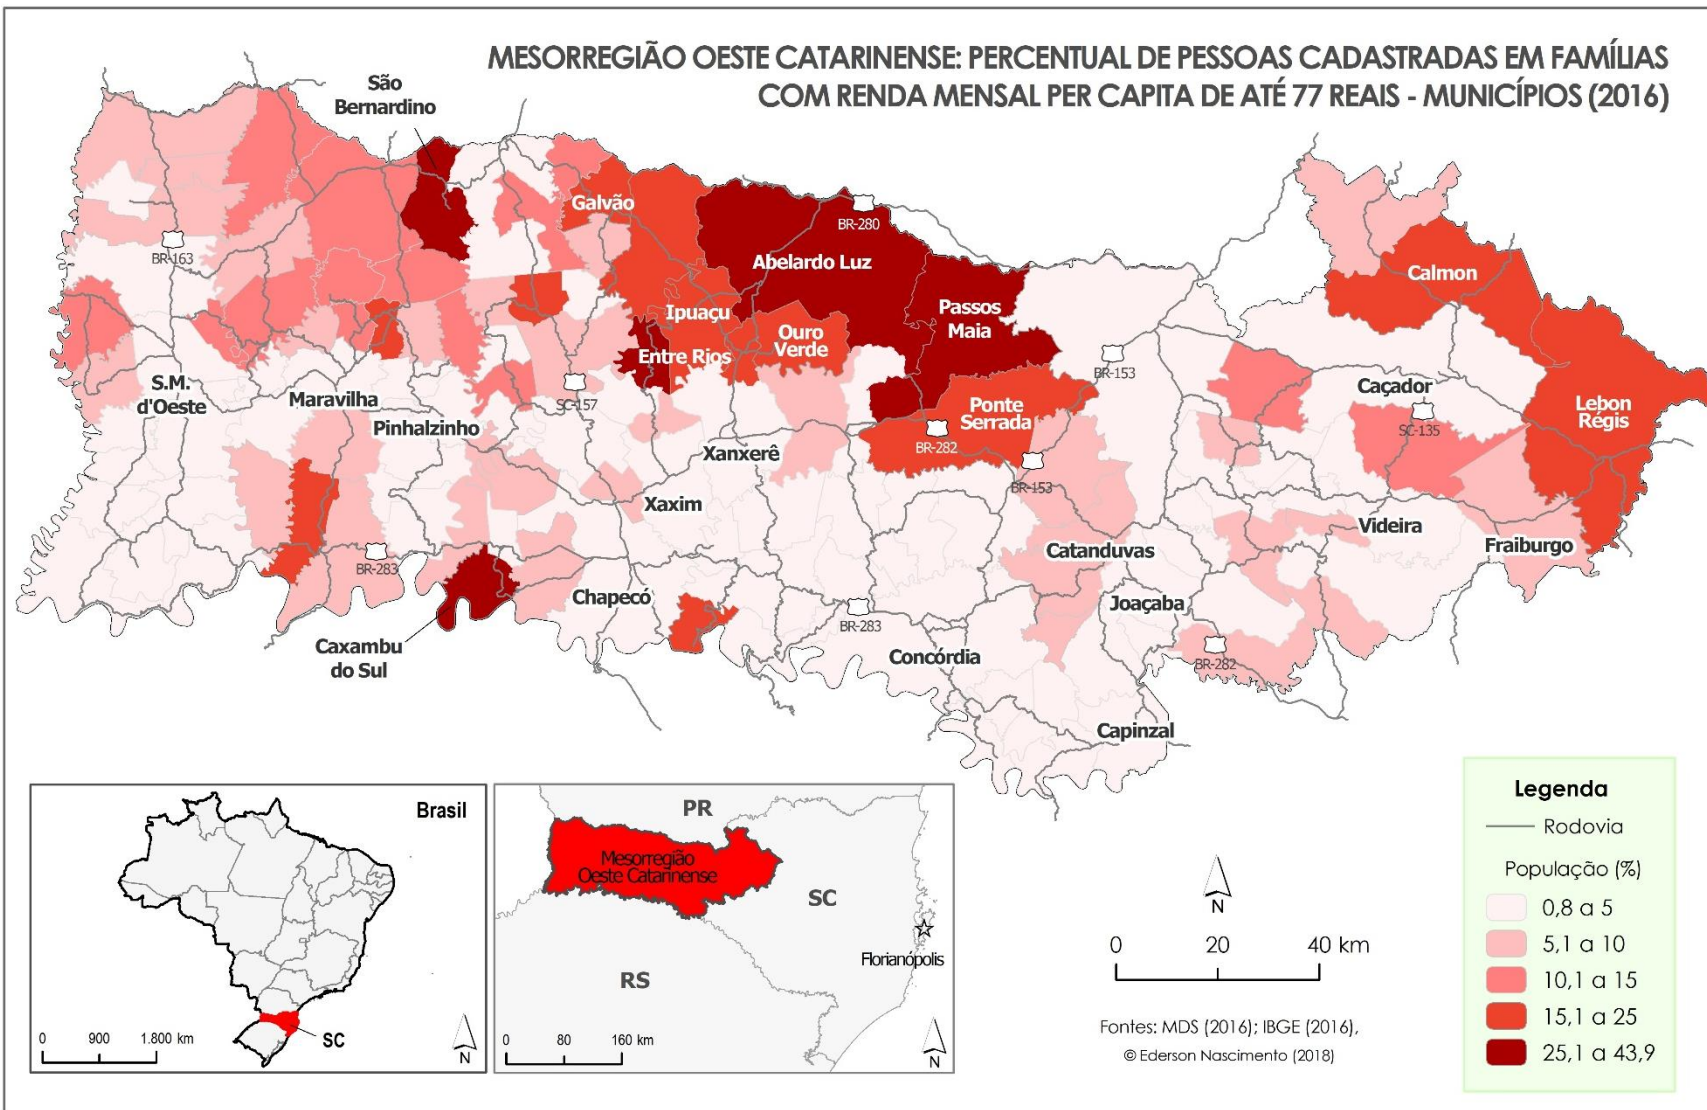 MESORREGIÃO OESTE CATARINENSE: PERCENTUAL DE PESSOAS CADASTRADAS EM FAMÍLIAS
COM RENDA MENSAL PER CAPITA DE ATÉ 77 REAIS - MUNICÍPIOS (2016)
São
Bernardino
Galvão
BR-280
BR-163
Abelardo Luz
Calmon
Passos
Maia
Ipuaçu
Ouro
Verde
Entre Rios
BR-153
S.M.
d'Oeste
Maravilha
SC-157
Caçador
Ponte
Serrada
Lebon
Régis
Pinhalzinho
SC-135
BR-282
Xanxerê
BR-153
Xaxim
Videira
Catanduvas
Fraiburgo
BR-283
Chapecó
Joaçaba
BR-283
Caxambu
do Sul
Concórdia
BR-282
Capinzal
Brasil
SC
0 900 1.800 km
N
PR
Mesorregião
Oeste Catarinense
SC
Florianópolis
RS
0 80 160 km
N
N
0 20 40 km
Fontes: MDS (2016); IBGE (2016),
© Ederson Nascimento (2018)
Legenda
Rodovia
População (%)
0,8 a 5
5,1 a 10
10,1 a 15
15,1 a 25
25,1 a 43,9